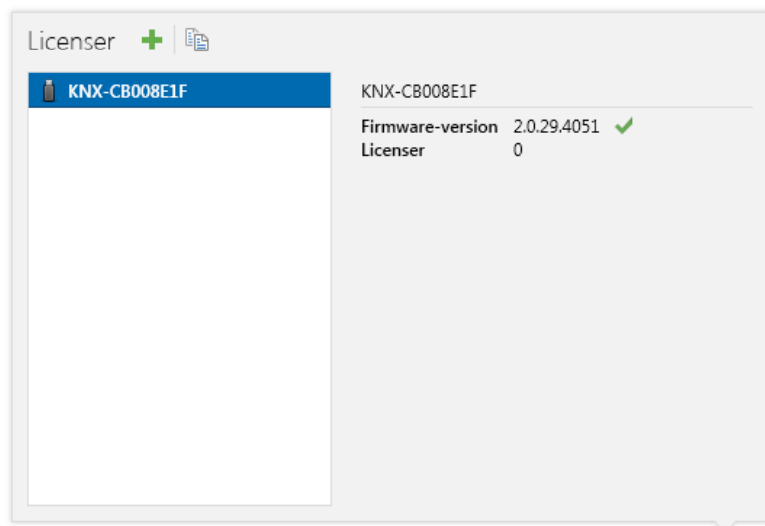 Licenser
KNX-CB008E1F
KNX-CB008E1F
Firmware-version 2.0.29.4051
Licenser 0